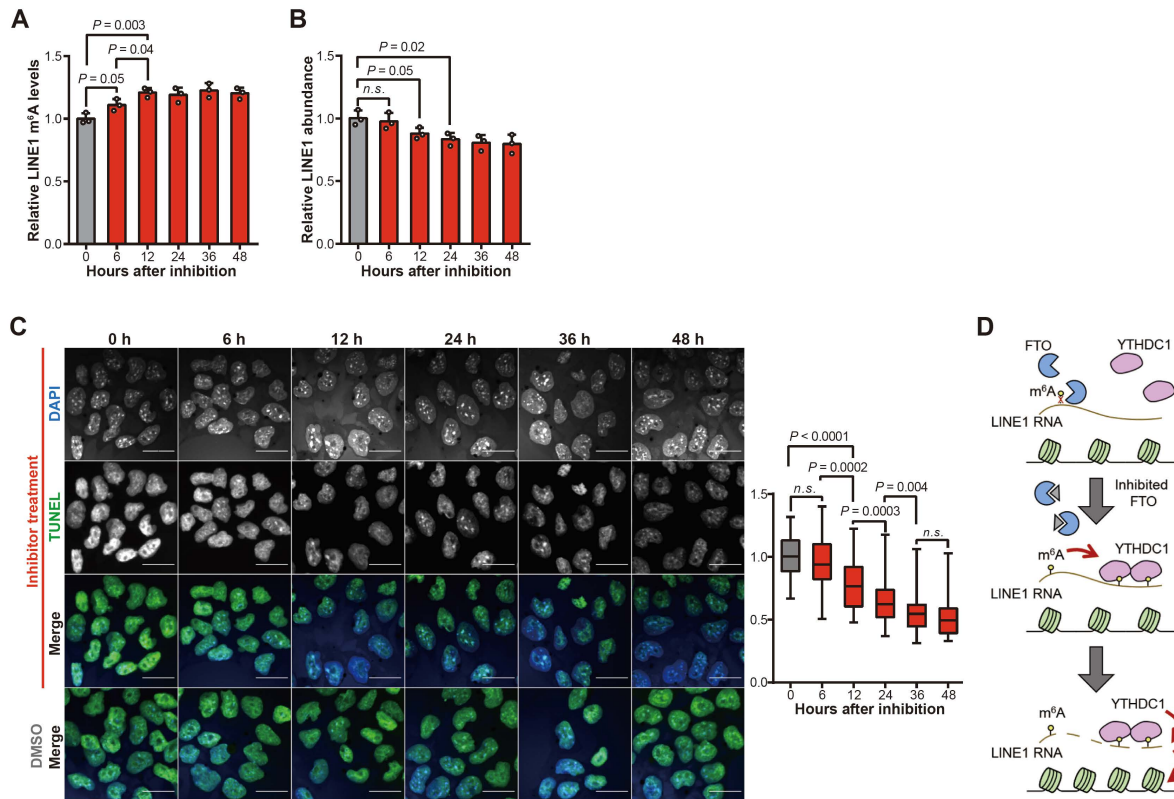 A
P = 0.003
P = 0.04
P = 0.05
1.5
1.0
0.5
0.0
Relative LINE1 m⁶A levels
0 6 12 24 36 48
Hours after inhibition
B
P = 0.02
P = 0.05
n.s.
1.5
1.0
0.5
0.0
Relative LINE1 abundance
0 6 12 24 36 48
Hours after inhibition
C
0 h 6 h 12 h 24 h 36 h 48 h
Inhibitor treatment
DAPI
TUNEL
Merge
DMSO
Merge
P < 0.0001
P = 0.0002
n.s.
P = 0.004
P = 0.0003
n.s.
1.5
1.0
0.5
0.0
0 6 12 24 36 48
Hours after inhibition
D
FTO
YTHDC1
m⁶A
LINE1 RNA
Inhibited
FTO
m⁶A
YTHDC1
LINE1 RNA
m⁶A
YTHDC1
LINE1 RNA